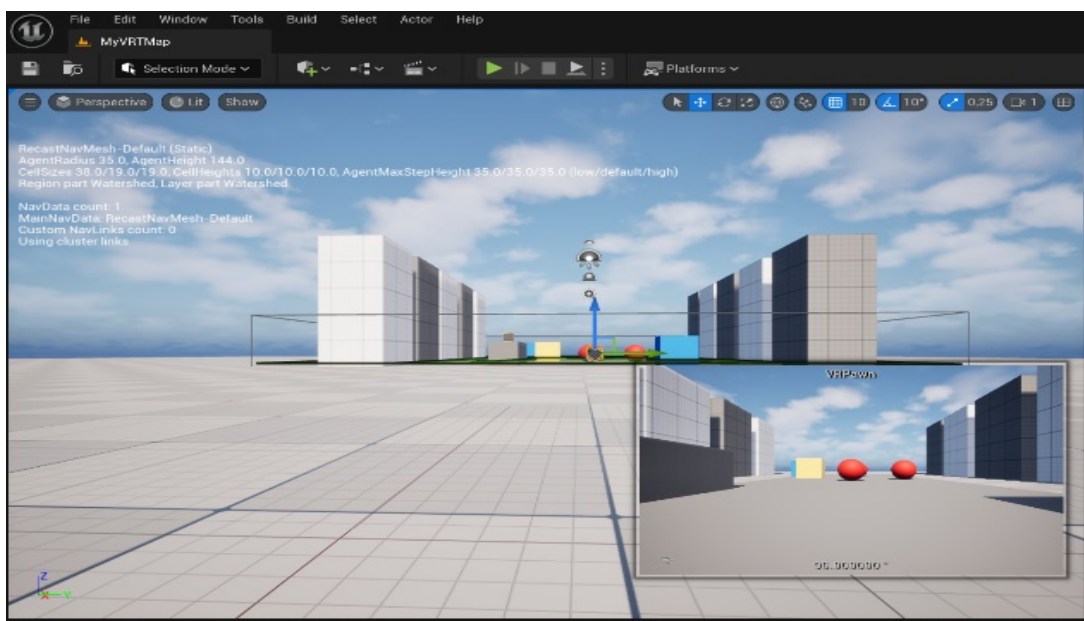 File Edit Window Tools Build Select Actor Help
MyVRTMap
Selection Mode
Platforms
Perspective Lit Show 10 10° 0,25 1
RecastNavMesh-Default (Static)
AgentRadius 35.0, AgentHeight 144.0
CellSizes 38.0/19.0/19.0, CellHeights 10.0/10.0/10.0, AgentMaxStepHeight 35.0/35.0/35.0 (low/default/high)
Region part Watershed, Layer part Watershed
NavData count: 1
MainNavData: RecastNavMesh-Default
Custom NavLinks count: 0
Using cluster links
VRPawn
Z
X Y